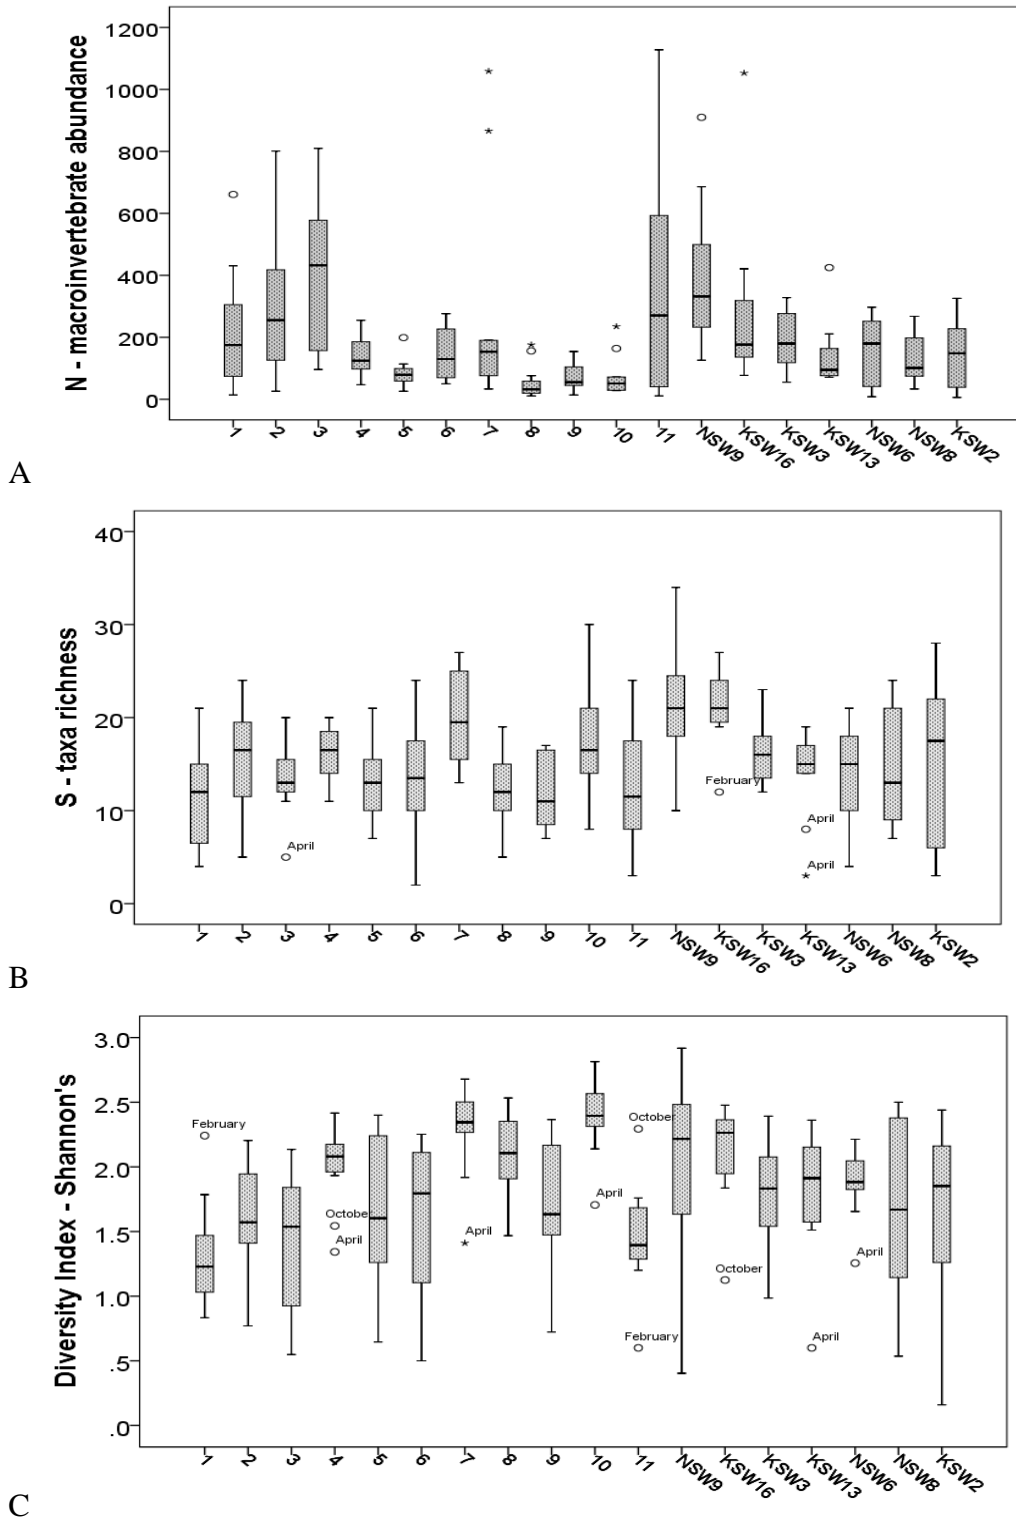 N - macroinvertebrate abundance
1200
1000
800
600
400
200
0
1 2 3 4 5 6 7 8 9 10 11 NSW9 KSW16 KSW3 KSW13 NSW6 NSW8 KSW2
A
S - taxa richness
40
30
20
10
0
February
April
April
April
1 2 3 4 5 6 7 8 9 10 11 NSW9 KSW16 KSW3 KSW13 NSW6 NSW8 KSW2
B
Diversity Index - Shannon's
3.0
2.5
2.0
1.5
1.0
.5
.0
February
October
October
April
April
April
April
October
February
April
1 2 3 4 5 6 7 8 9 10 11 NSW9 KSW16 KSW3 KSW13 NSW6 NSW8 KSW2
C